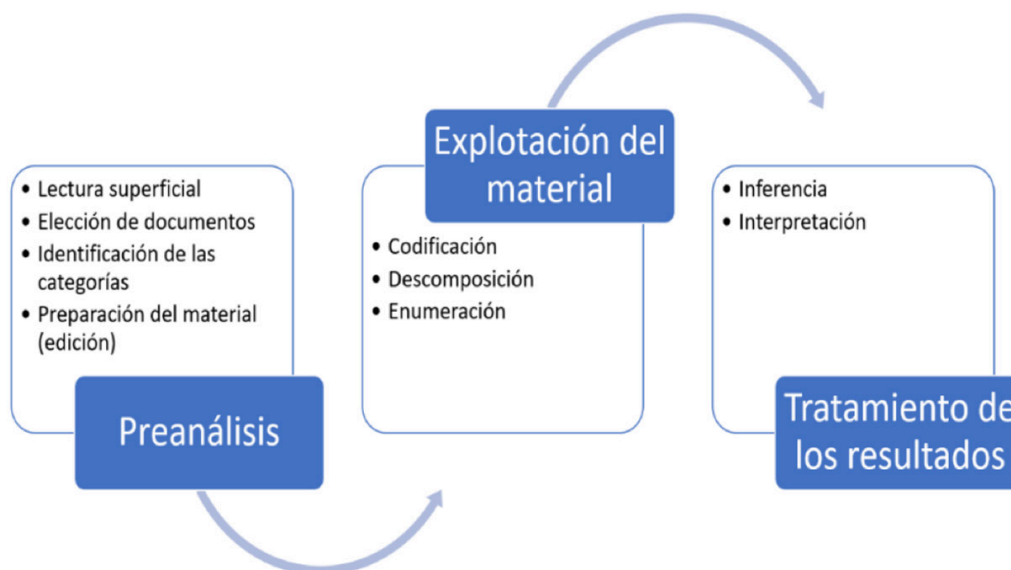 • Lectura superficial
• Elección de documentos
• Identificación de las
categorías
• Preparación del material
(edición)
Preanálisis
Explotación del
material
• Codificación
• Descomposición
• Enumeración
• Inferencia
• Interpretación
Tratamiento de
los resultados